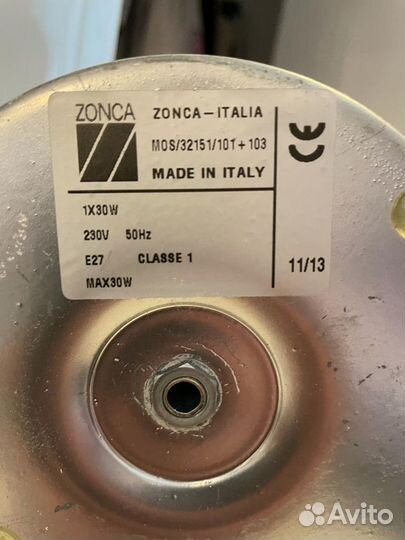 ZONCA
ZONCA-ITALIA
MOS/32151/101+103
MADE IN ITALY
CE
1X30W
230V 50Hz
E27 CLASSE 1
MAX30W
11/13
Avito